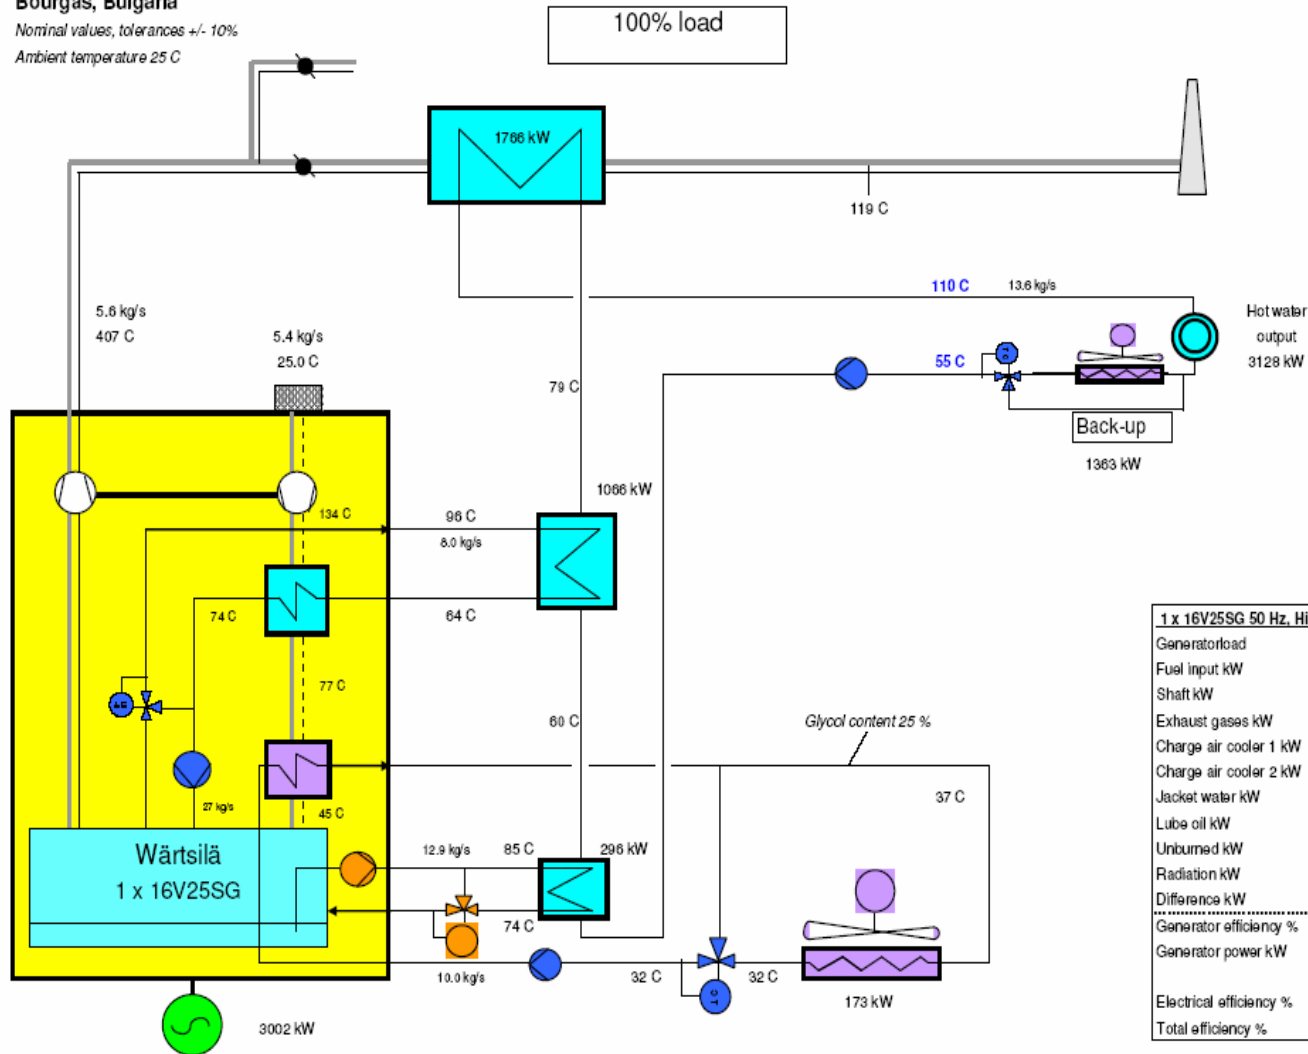 Bourgas, Bulgaria
Nominal values, tolerances +/- 10%
Ambient temperature 25 C
100% load
1766 kW
119 C
5.6 kg/s
407 C
5.4 kg/s
25.0 C
110 C
13.6 kg/s
Hot water
output
3128 kW
55 C
79 C
Back-up
1363 kW
1066 kW
134 C
96 C
8.0 kg/s
74 C
64 C
77 C
60 C
Glycol content 25 %
27 kg/s
45 C
37 C
Wärtsilä
1 x 16V25SG
12.9 kg/s
85 C
296 kW
74 C
10.0 kg/s
32 C
32 C
173 kW
3002 kW
1 x 16V25SG 50 Hz, Hi
Generatorload
Fuel input kW
Shaft kW
Exhaust gases kW
Charge air cooler 1 kW
Charge air cooler 2 kW
Jacket water kW
Lube oil kW
Unburned kW
Radiation kW
Difference kW
Generator efficiency %
Generator power kW
Electrical efficiency %
Total efficiency %